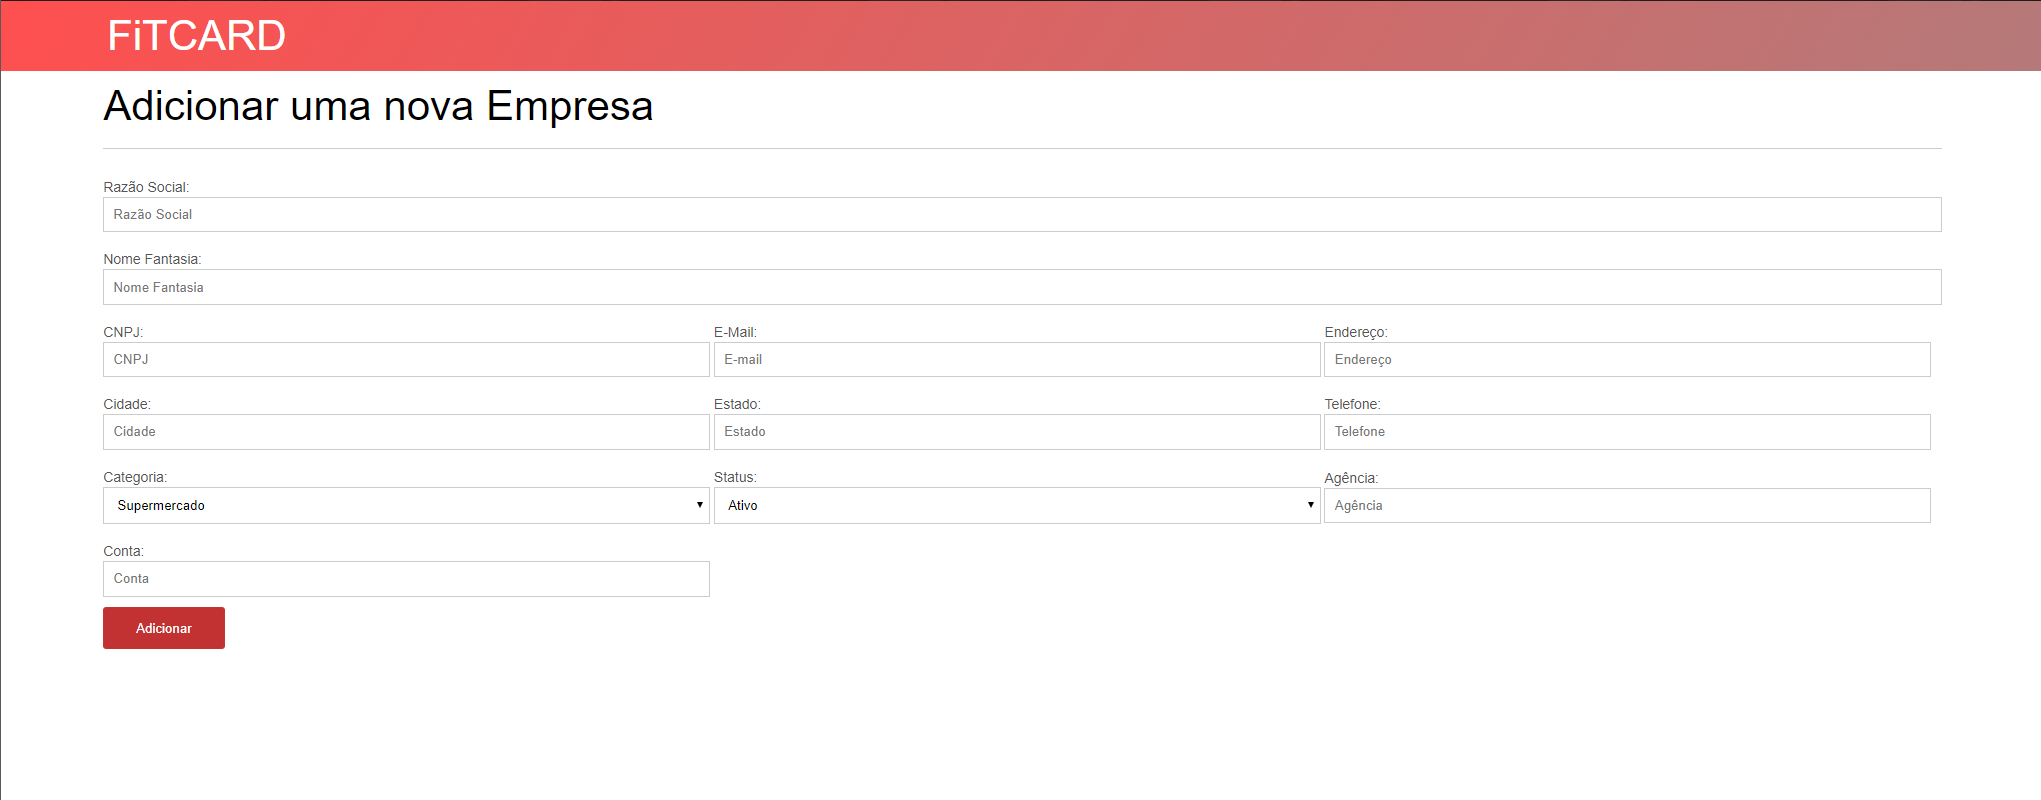 FiTCARD
Adicionar uma nova Empresa
Razão Social:
Razão Social
Nome Fantasia:
Nome Fantasia
CNPJ: E-Mail: Endereço:
CNPJ E-mail Endereço
Cidade: Estado: Telefone:
Cidade Estado Telefone
Categoria: Status: Agência:
Supermercado Ativo Agência
Conta:
Conta
Adicionar